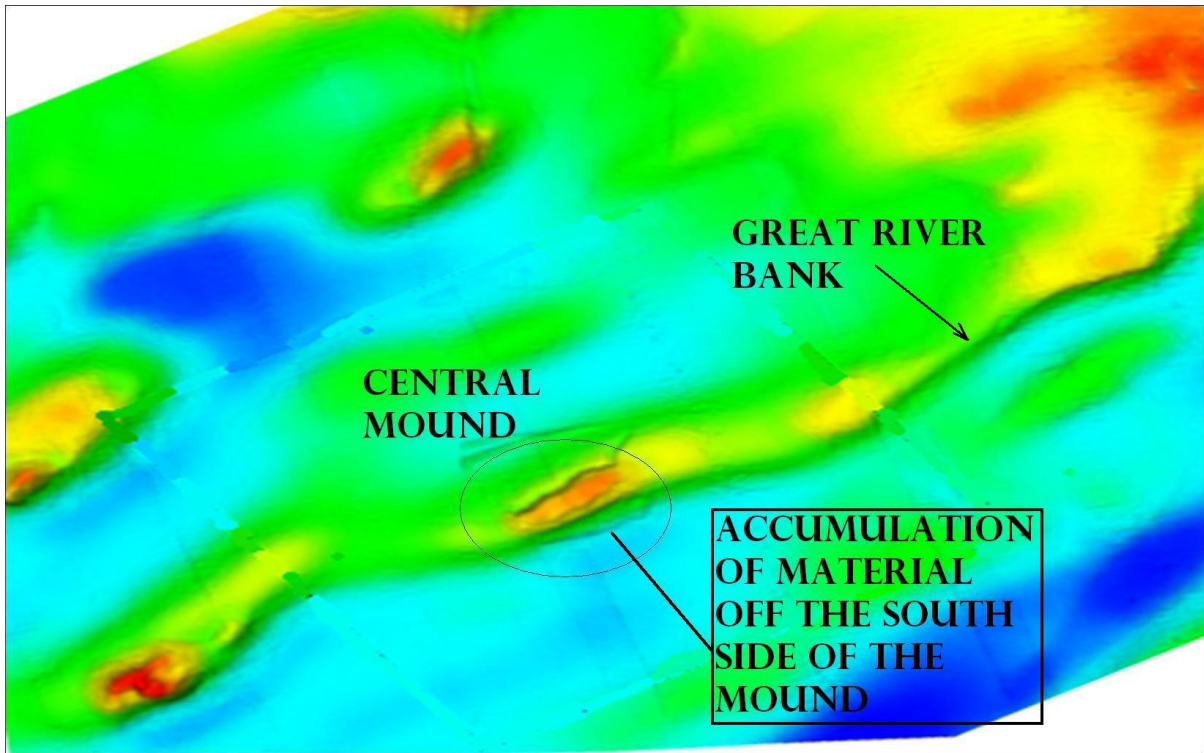 GREAT RIVER
BANK
CENTRAL
MOUND
ACCUMULATION
OF MATERIAL
OFF THE SOUTH
SIDE OF THE
MOUND